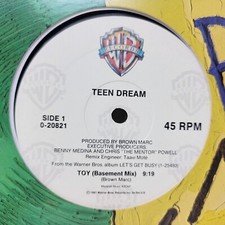 TEEN DREAM
SIDE 1
0-20821
45 RPM
PRODUCED BY BROWN MARC
EXECUTIVE PRODUCERS
BENNY MEDINA AND CHRIS "THE MENTOR" POWELL
Remix Engineer: Taavi Mote
From the Warner Bros. album LET'S GET BUSY (1-25490)
TOY (Basement Mix) 9:19
(Brown Marc)